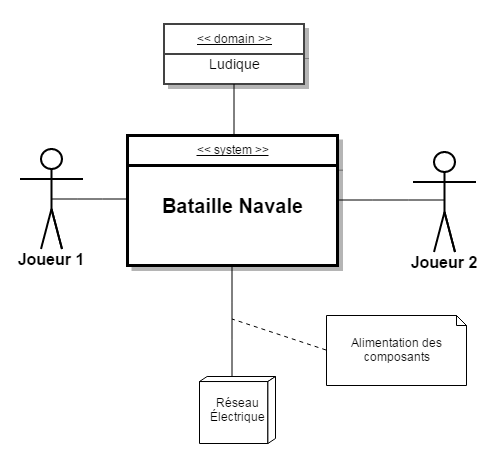 << domain >>
Ludique
<< system >>
Bataille Navale
Joueur 1
Joueur 2
Alimentation des
composants
Réseau
Électrique